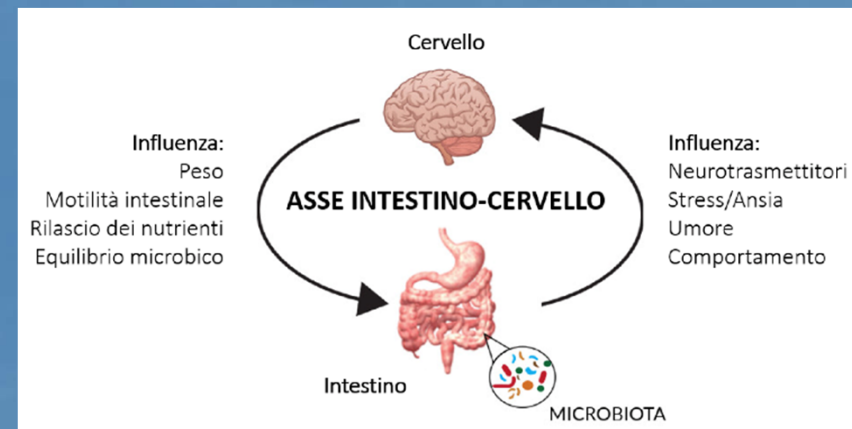 Cervello
Influenza:
Peso
Motilità intestinale
Rilascio dei nutrienti
Equilibrio microbico
ASSE INTESTINO-CERVELLO
Influenza:
Neurotrasmettitori
Stress/Ansia
Umore
Comportamento
Intestino
MICROBIOTA